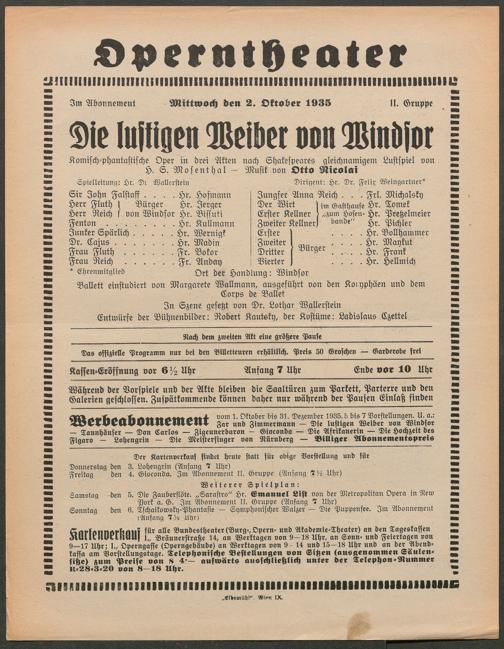 Operntheater
Im Abonnement Mittwoch den 2. Oktober 1935 II. Gruppe
Die lustigen Weiber von Windsor
Komisch-phantastische Oper in drei Akten nach Shakespeares gleichnamigem Lustspiel von
H. S. Mosenthal — Musik von Otto Nicolai
Spielleitung: Hr. Dr. Wallerstein Dirigent: Hr. Dr. Felix Weingartner*
Sir John Falstaff . . . . Hr. Hofmann
Herr Fluth } Bürger . Hr. Jerger
Herr Reich } von Windsor Hr. Bissuti
Fenton . . . . . . . Hr. Kullmann
Junker Spärlich . . . . Hr. Wernigk
Dr. Cajus . . . . . . Hr. Madin
Frau Fluth . . . . . Fr. Bokor
Frau Reich . . . . . Fr. Anday
* Ehrenmitglied
Jungfer Anna Reich . . . Frl. Michalsky
Der Wirt } im Gasthause Hr. Tomek
Erster Kellner } „zum Hosen- Hr. Pretzelmeier
Zweiter Kellner } bande" Hr. Pichler
Erster } Hr. Vollhammer
Zweiter } Bürger . . . . Hr. Maykut
Dritter } Hr. Fronk
Vierter } Hr. Hellmich
Ort der Handlung: Windsor
Ballett einstudiert von Margarete Wallmann, ausgeführt von den Koryphäen und dem
Corps de Ballet
In Szene gesetzt von Dr. Lothar Wallerstein
Entwürfe der Bühnenbilder: Robert Kautsky, der Kostüme: Ladislaus Czettel
Nach dem zweiten Akt eine größere Pause
Das offizielle Programm nur bei den Billetteuren erhältlich. Preis 50 Groschen — Garderobe frei
Kassen-Eröffnung vor 6½ Uhr Anfang 7 Uhr Ende vor 10 Uhr
Während der Vorspiele und der Akte bleiben die Saaltüren zum Parkett, Parterre und den
Galerien geschlossen. Zuspätkommende können daher nur während der Pausen Einlaß finden
Werbeabonnement vom 1. Oktober bis 31. Dezember 1935, 5 bis 7 Vorstellungen. U. a.:
Zar und Zimmermann — Die lustigen Weiber von Windsor
— Tannhäuser — Don Carlos — Zigeunerbaron — Gioconda — Die Afrikanerin — Die Hochzeit des
Figaro — Lohengrin — Die Meistersinger von Nürnberg — Billiger Abonnementspreis
Der Kartenverkauf findet heute statt für obige Vorstellung und für
Donnerstag den 3. Lohengrin (Anfang 7 Uhr)
Freitag den 4. Gioconda. Im Abonnement II. Gruppe (Anfang 7½ Uhr)
Weiterer Spielplan:
Samstag den 5. Die Zauberflöte. „Sarastro" Hr. Emanuel List von der Metropolitan Opera in New
York a. G. Im Abonnement II. Gruppe (Anfang 7 Uhr)
Sonntag den 6. Tschaikowsky-Phantasie — Symphonischer Walzer — Die Puppenfee. Im Abonnement
(Anfang 7½ Uhr)
Kartenverkauf für alle Bundestheater (Burg-, Opern- und Akademie-Theater) an den Tageskassen
I., Bräunerstraße 14, an Werktagen von 9—18 Uhr, an Sonn- und Feiertagen von
9—17 Uhr; I., Operngasse (Operngebäude) an Werktagen von 9—14 und 15—18 Uhr und an der Abend-
kassa am Vorstellungstage. Telephonische Bestellungen von Sitzen (ausgenommen Säulen-
sitze) zum Preise von S 4·— aufwärts ausschließlich unter der Telephon-Nummer
R-28-3-20 von 8—18 Uhr.
„Elbemühl", Wien IX.